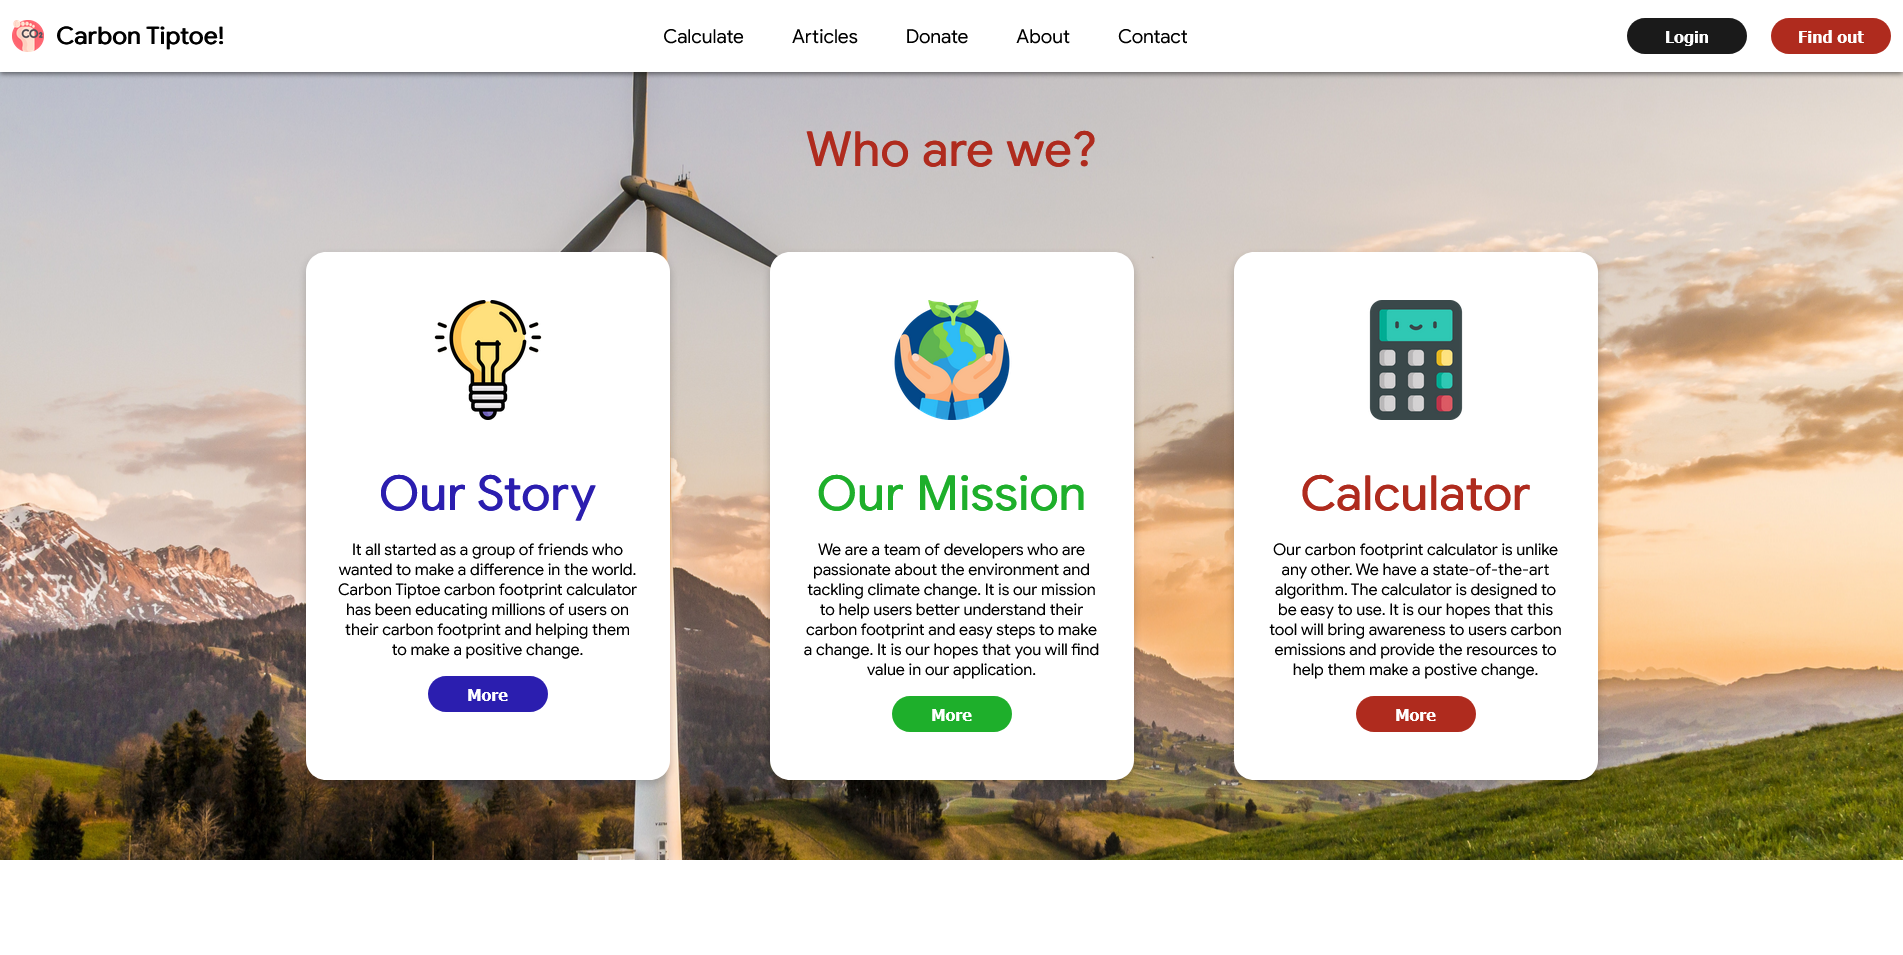 CO₂ Carbon Tiptoe!
Calculate Articles Donate About Contact
Login Find out
Who are we?
Our Story
It all started as a group of friends who
wanted to make a difference in the world.
Carbon Tiptoe carbon footprint calculator
has been educating millions of users on
their carbon footprint and helping them
to make a positive change.
More
Our Mission
We are a team of developers who are
passionate about the environment and
tackling climate change. It is our mission
to help users better understand their
carbon footprint and easy steps to make
a change. It is our hopes that you will find
value in our application.
More
Calculator
Our carbon footprint calculator is unlike
any other. We have a state-of-the-art
algorithm. The calculator is designed to
be easy to use. It is our hopes that this
tool will bring awareness to users carbon
emissions and provide the resources to
help them make a postive change.
More